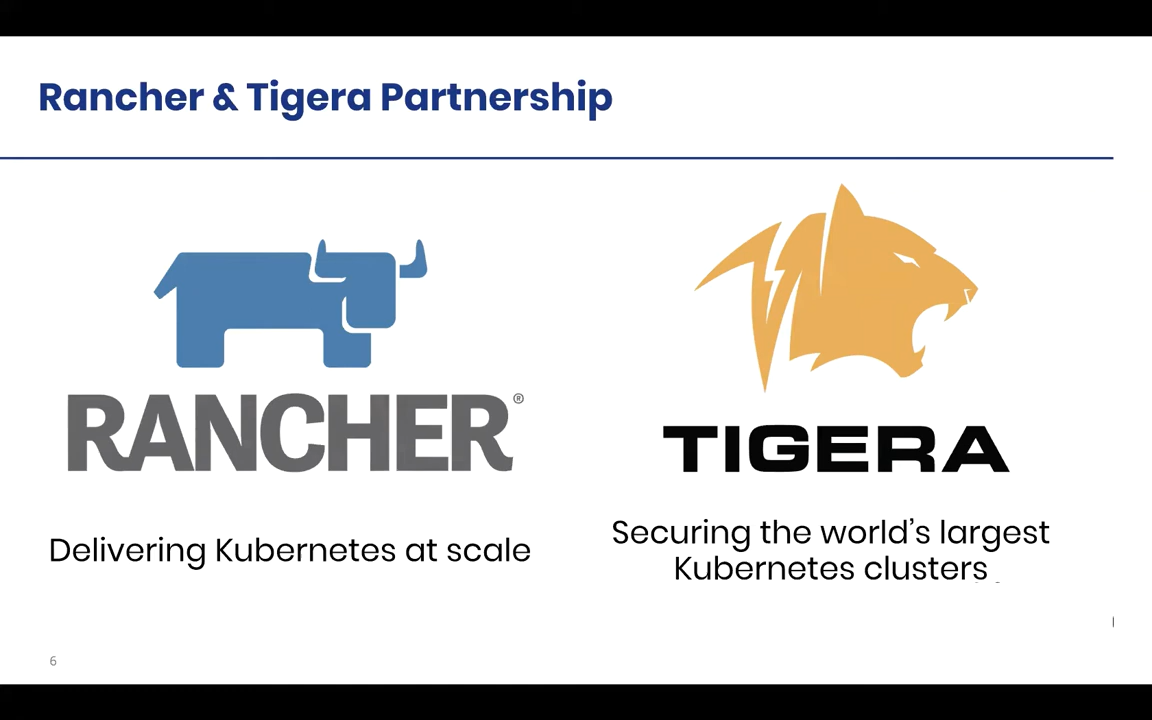 Rancher & Tigera Partnership
RANCHER®
Delivering Kubernetes at scale
TIGERA
Securing the world’s largest
Kubernetes clusters
6